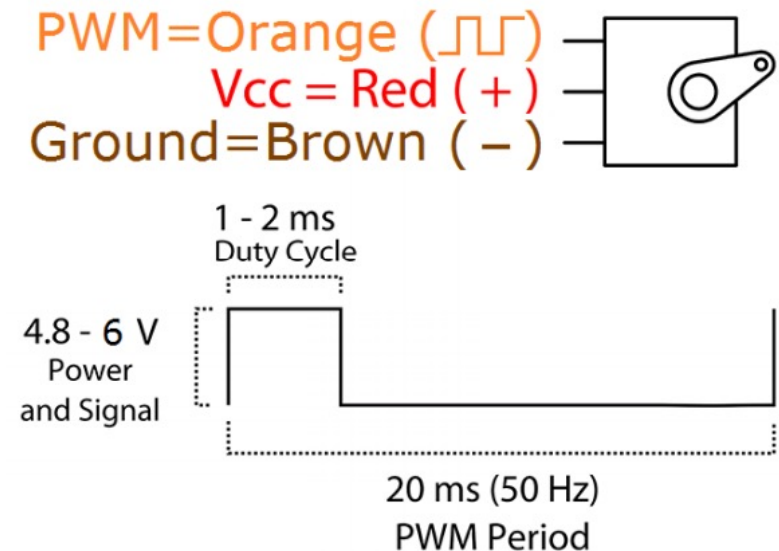 PWM=Orange (⎍⎍)
Vcc = Red ( + )
Ground=Brown ( – )
1 - 2 ms
Duty Cycle
4.8 - 6 V
Power
and Signal
20 ms (50 Hz)
PWM Period